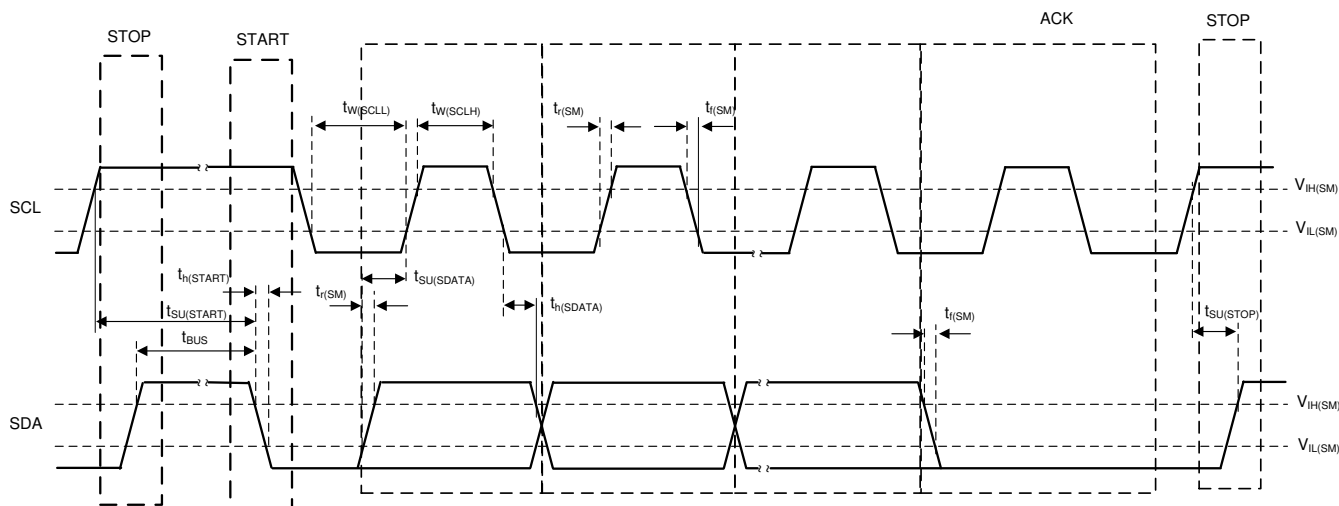 ACK
STOP
START
STOP
tW(SCLL)
tW(SCLH)
tr(SM)
tf(SM)
SCL
VIH(SM)
VIL(SM)
th(START)
tr(SM)
tSU(SDATA)
th(SDATA)
tSU(START)
tBUS
tf(SM)
tSU(STOP)
SDA
VIH(SM)
VIL(SM)